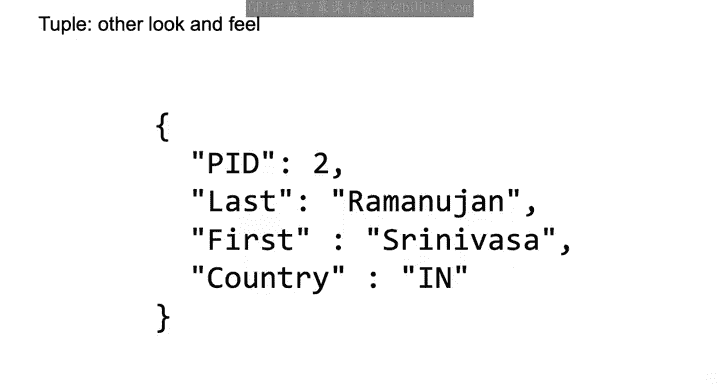 Tuple: other look and feel
{
"PID": 2,
"Last": "Ramanujan",
"First" : "Srinivasa",
"Country" : "IN"
}